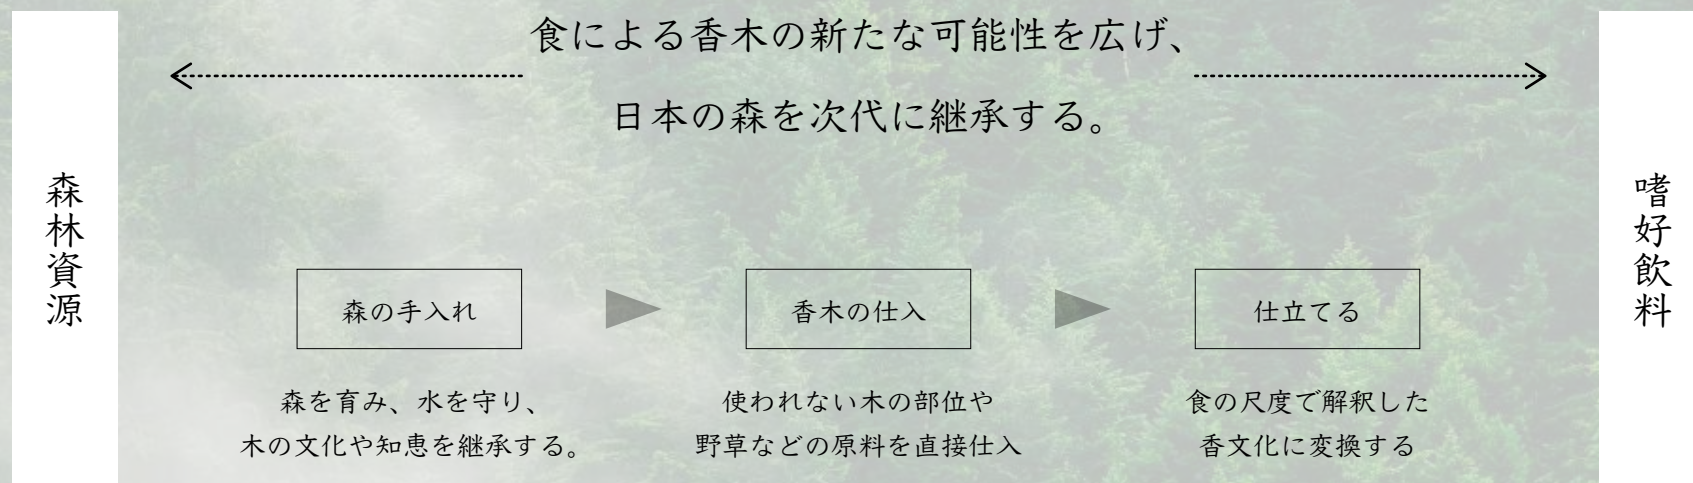 食による香木の新たな可能性を広げ、
日本の森を次代に継承する。
森林資源
嗜好飲料
森の手入れ
香木の仕入
仕立てる
森を育み、水を守り、
木の文化や知恵を継承する。
使われない木の部位や
野草などの原料を直接仕入
食の尺度で解釈した
香文化に変換する